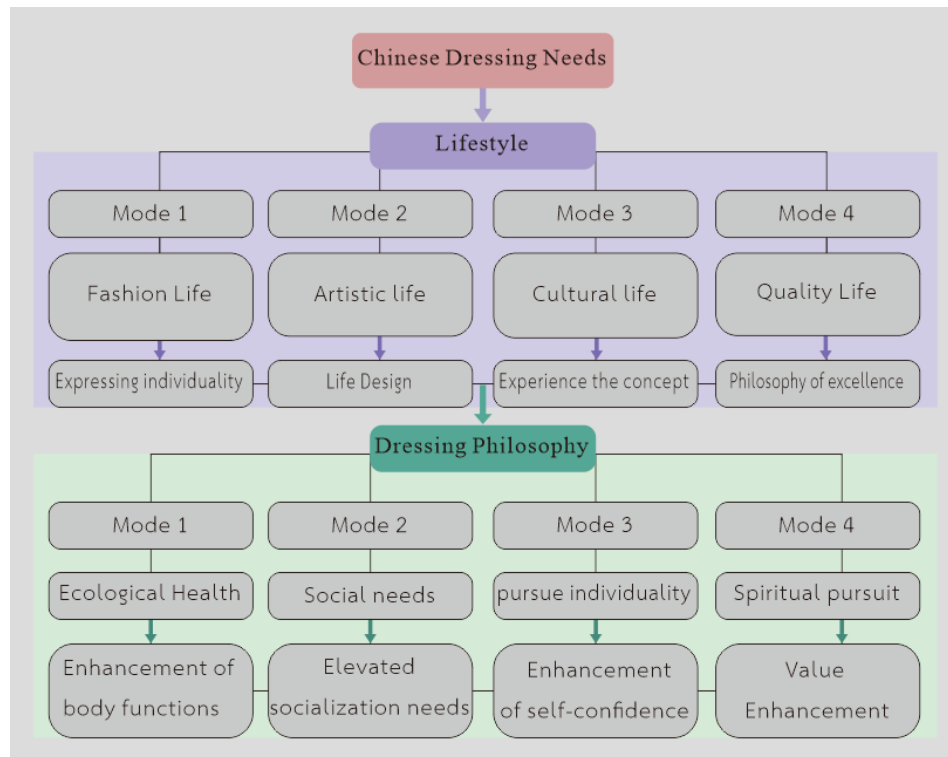 Chinese Dressing Needs
Lifestyle
Mode 1
Mode 2
Mode 3
Mode 4
Fashion Life
Artistic life
Cultural life
Quality Life
Expressing individuality
Life Design
Experience the concept
Philosophy of excellence
Dressing Philosophy
Mode 1
Mode 2
Mode 3
Mode 4
Ecological Health
Social needs
pursue individuality
Spiritual pursuit
Enhancement of
body functions
Elevated
socialization needs
Enhancement
of self-confidence
Value
Enhancement